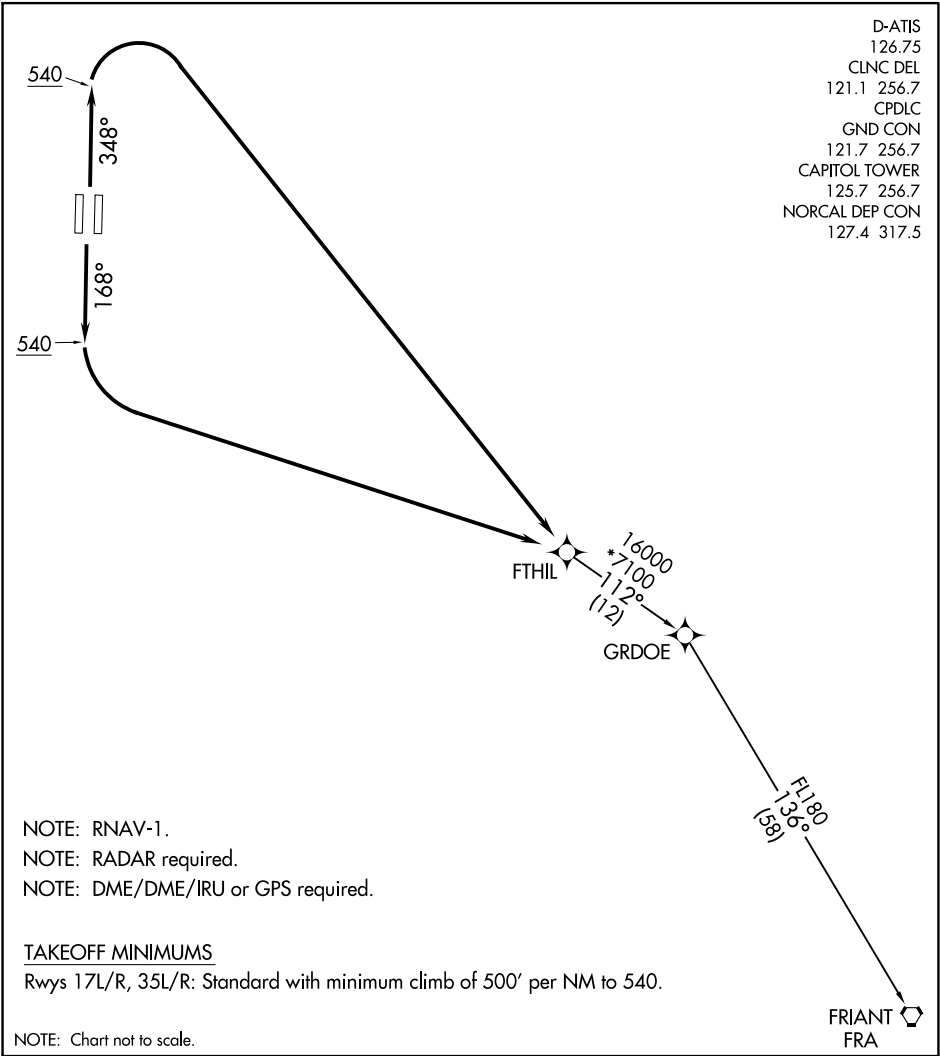 D-ATIS
126.75
CLNC DEL
121.1 256.7
CPDLC
GND CON
121.7 256.7
CAPITOL TOWER
125.7 256.7
NORCAL DEP CON
127.4 317.5
540
348°
168°
540
FTHIL
16000
*7100
112°
(12)
GRDOE
FL180
136°
(58)
NOTE: RNAV-1.
NOTE: RADAR required.
NOTE: DME/DME/IRU or GPS required.
TAKEOFF MINIMUMS
Rwys 17L/R, 35L/R: Standard with minimum climb of 500' per NM to 540.
FRIANT
FRA
NOTE: Chart not to scale.